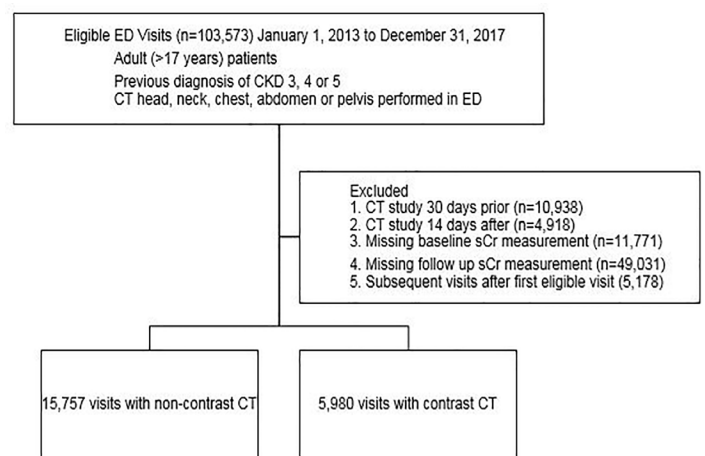 Eligible ED Visits (n=103,573) January 1, 2013 to December 31, 2017
Adult (>17 years) patients
Previous diagnosis of CKD 3, 4 or 5
CT head, neck, chest, abdomen or pelvis performed in ED
Excluded
1. CT study 30 days prior (n=10,938)
2. CT study 14 days after (n=4,918)
3. Missing baseline sCr measurement (n=11,771)
4. Missing follow up sCr measurement (n=49,031)
5. Subsequent visits after first eligible visit (5,178)
15,757 visits with non-contrast CT
5,980 visits with contrast CT